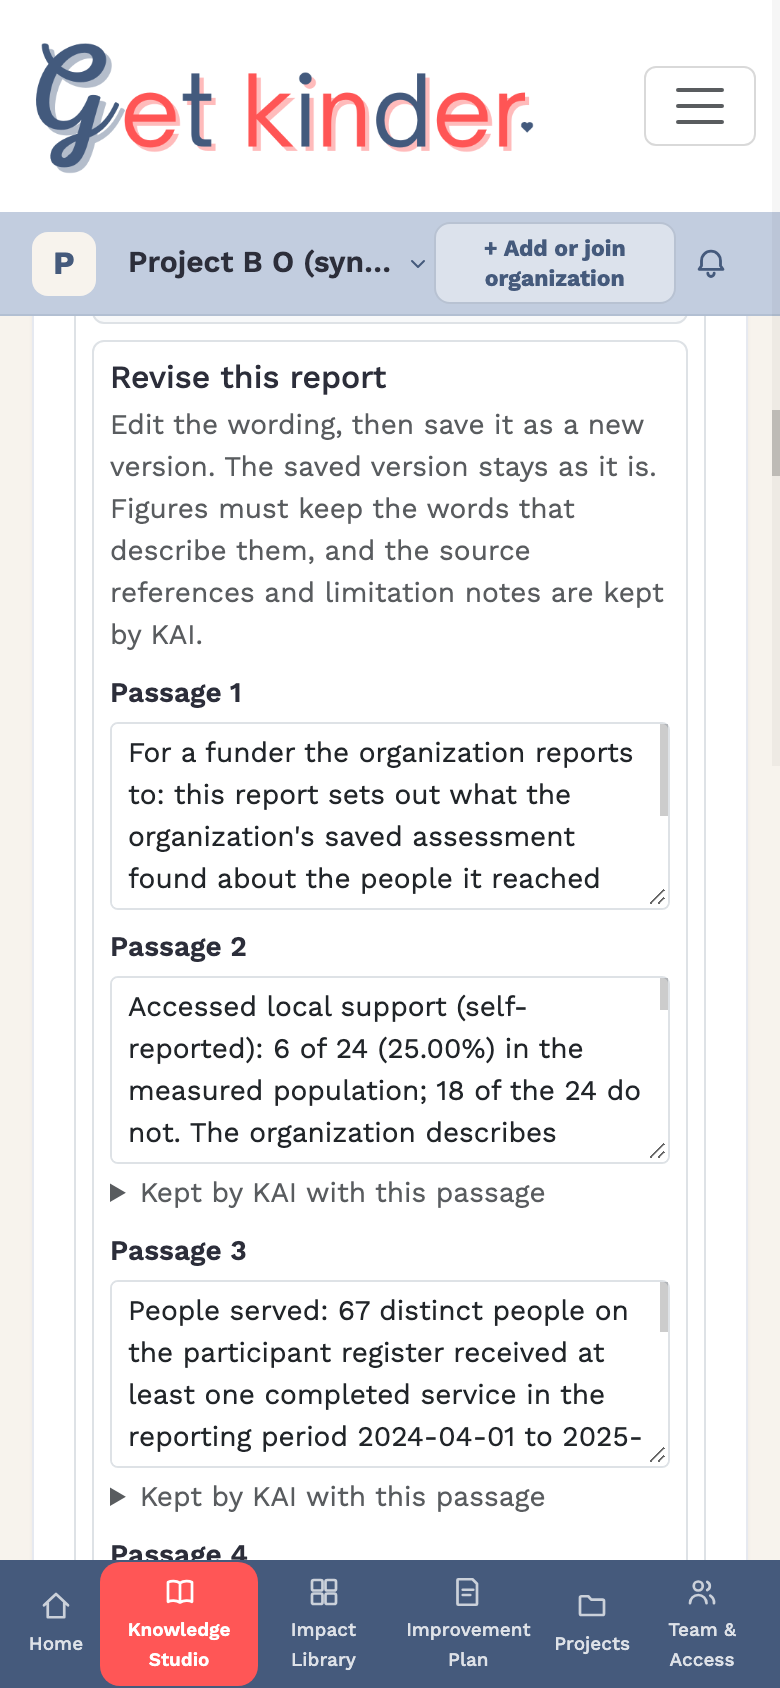 Get kinder
P
Project B O (syn...
+ Add or join
organization
Revise this report
Edit the wording, then save it as a new
version. The saved version stays as it is.
Figures must keep the words that
describe them, and the source
references and limitation notes are kept
by KAI.
Passage 1
For a funder the organization reports
to: this report sets out what the
organization's saved assessment
found about the people it reached
Passage 2
Accessed local support (self-
reported): 6 of 24 (25.00%) in the
measured population; 18 of the 24 do
not. The organization describes
Kept by KAI with this passage
Passage 3
People served: 67 distinct people on
the participant register received at
least one completed service in the
reporting period 2024-04-01 to 2025-
Kept by KAI with this passage
Passage 4
Home
Knowledge
Studio
Impact
Library
Improvement
Plan
Projects
Team &
Access